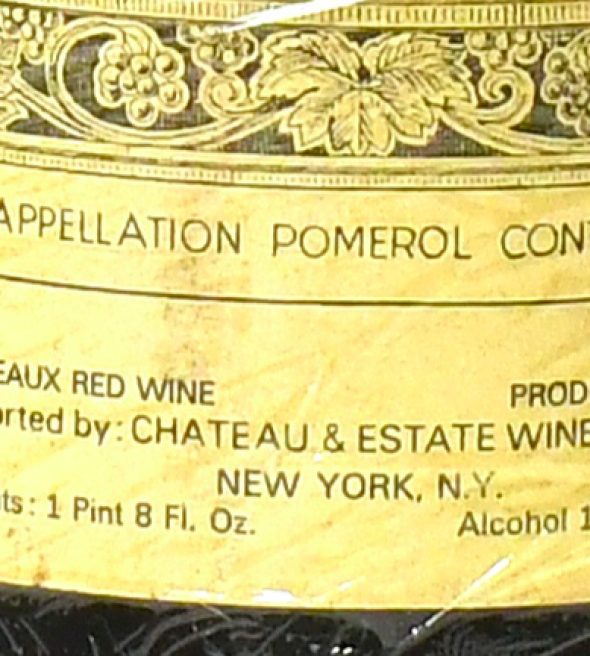 APPELLATION POMEROL CONT
EAUX RED WINE PROD
orted by: CHATEAU & ESTATE WINE
NEW YORK, N.Y.
ts: 1 Pint 8 Fl. Oz. Alcohol 1